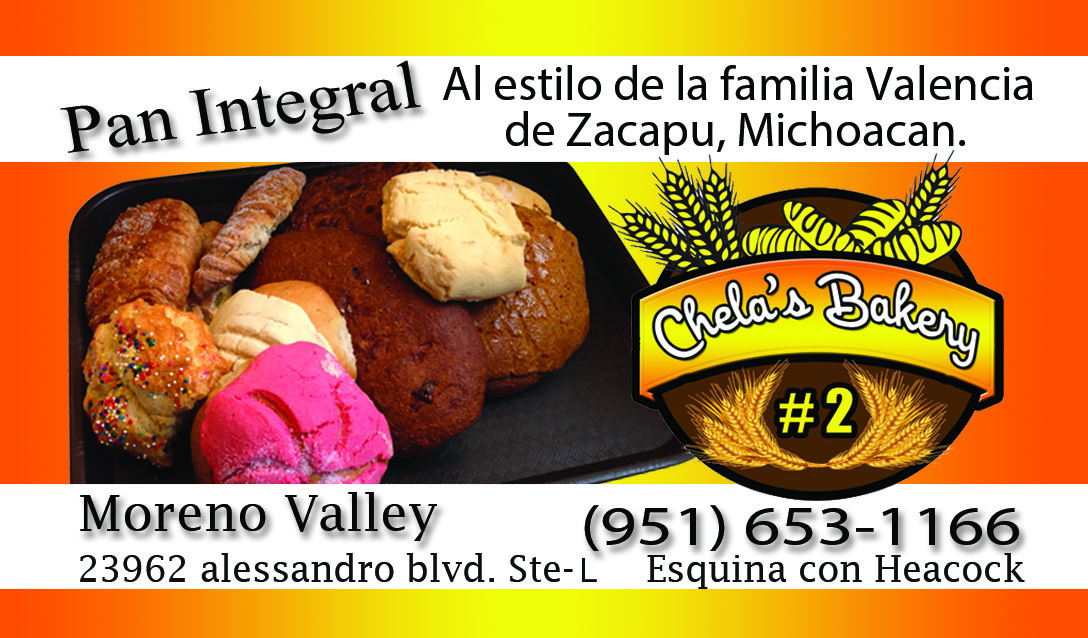 Pan Integral
Al estilo de la familia Valencia
de Zacapu, Michoacan.
Chela's Bakery
#2
Moreno Valley
(951) 653-1166
23962 alessandro blvd. Ste-L
Esquina con Heacock